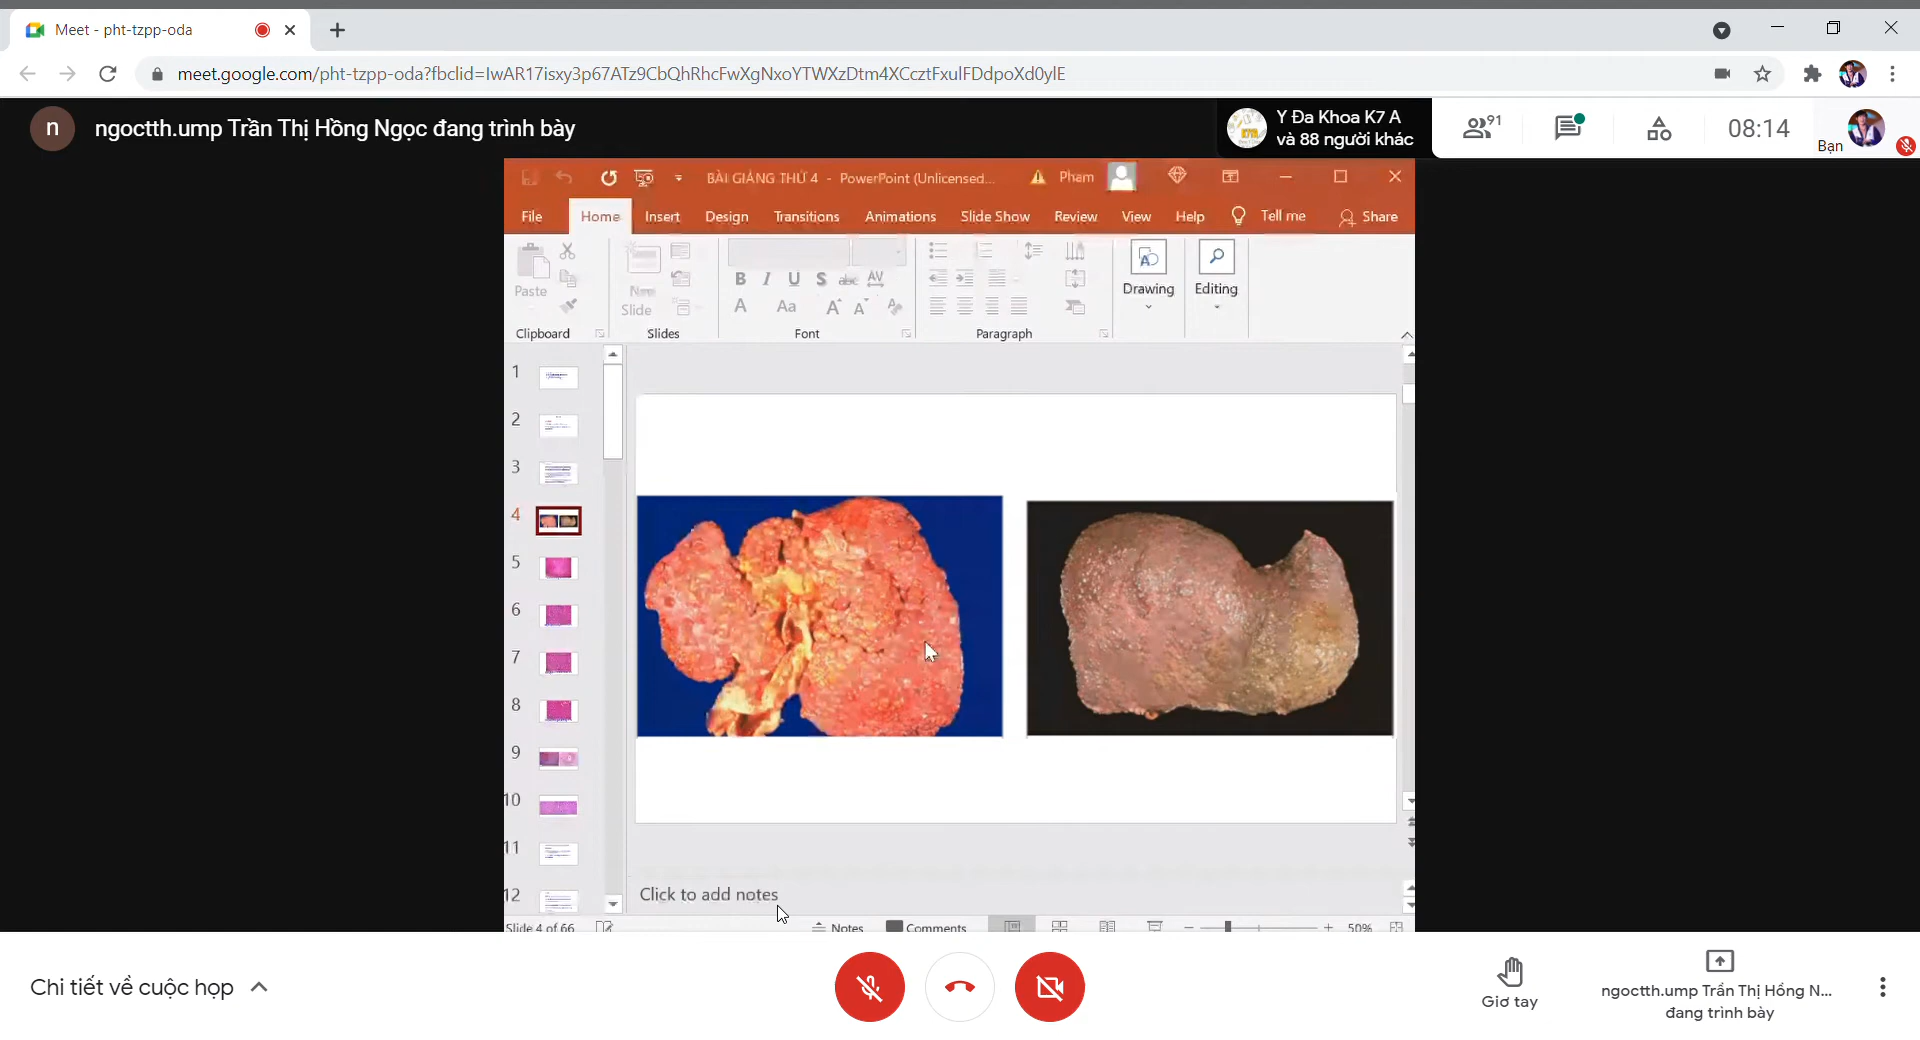 Meet - pht-tzpp-oda
meet.google.com/pht-tzpp-oda?fbclid=IwAR17isxy3p67ATz9CbQhRhcFwXgNxoYTWXzDtm4XCcztFxulFDdpoXd0ylE
n
ngoctth.ump Trần Thị Hồng Ngọc đang trình bày
Y Đa Khoa K7 A
và 88 người khác
91
08:14
Bạn
BÀI GIẢNG THỨ 4 - PowerPoint (Unlicensed...
Pham
File Home Insert Design Transitions Animations Slide Show Review View Help Tell me Share
Paste
New
Slide
B I U S abc AV
A Aa A A
Drawing
Editing
Clipboard
Slides
Font
Paragraph
1
2
3
4
5
6
7
8
9
10
11
12
Click to add notes
Slide 4 of 66
Notes
Comments
50%
Chi tiết về cuộc họp
Giơ tay
ngoctth.ump Trần Thị Hồng N...
đang trình bày